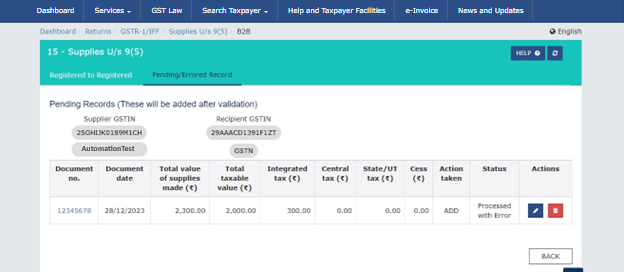 Dashboard Services GST Law Search Taxpayer Help and Taxpayer Facilities e-Invoice News and Updates
Dashboard Returns GSTR-1/IFF Supplies U/s 9(5) B2B English
15 - Supplies U/s 9(5) HELP
Registered to Registered Pending/Errored Record
Pending Records (These will be added after validation)
Supplier GSTIN Recipient GSTIN
25GHIJK0189M1CH 29AAACD1391F1ZT
AutomationTest GSTN
Document no. Document date Total value of supplies made (₹) Total taxable value (₹) Integrated tax (₹) Central tax (₹) State/UT tax (₹) Cess (₹) Action taken Status Actions
12345678 28/12/2023 2,300.00 2,000.00 300.00 0.00 0.00 0.00 ADD Processed with Error
BACK